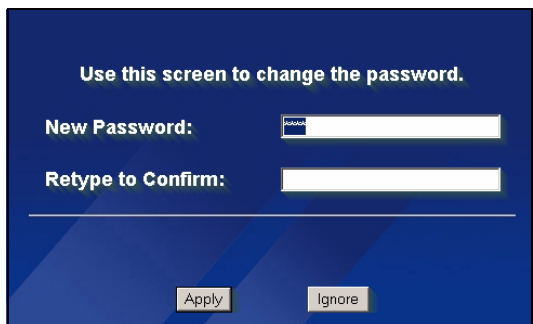 Use this screen to change the password.
New Password:
****
Retype to Confirm:
Apply
Ignore